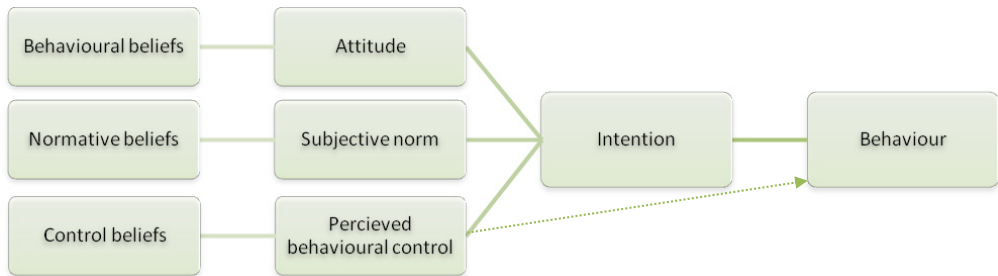 Behavioural beliefs
Attitude
Normative beliefs
Subjective norm
Intention
Behaviour
Control beliefs
Percieved
behavioural control